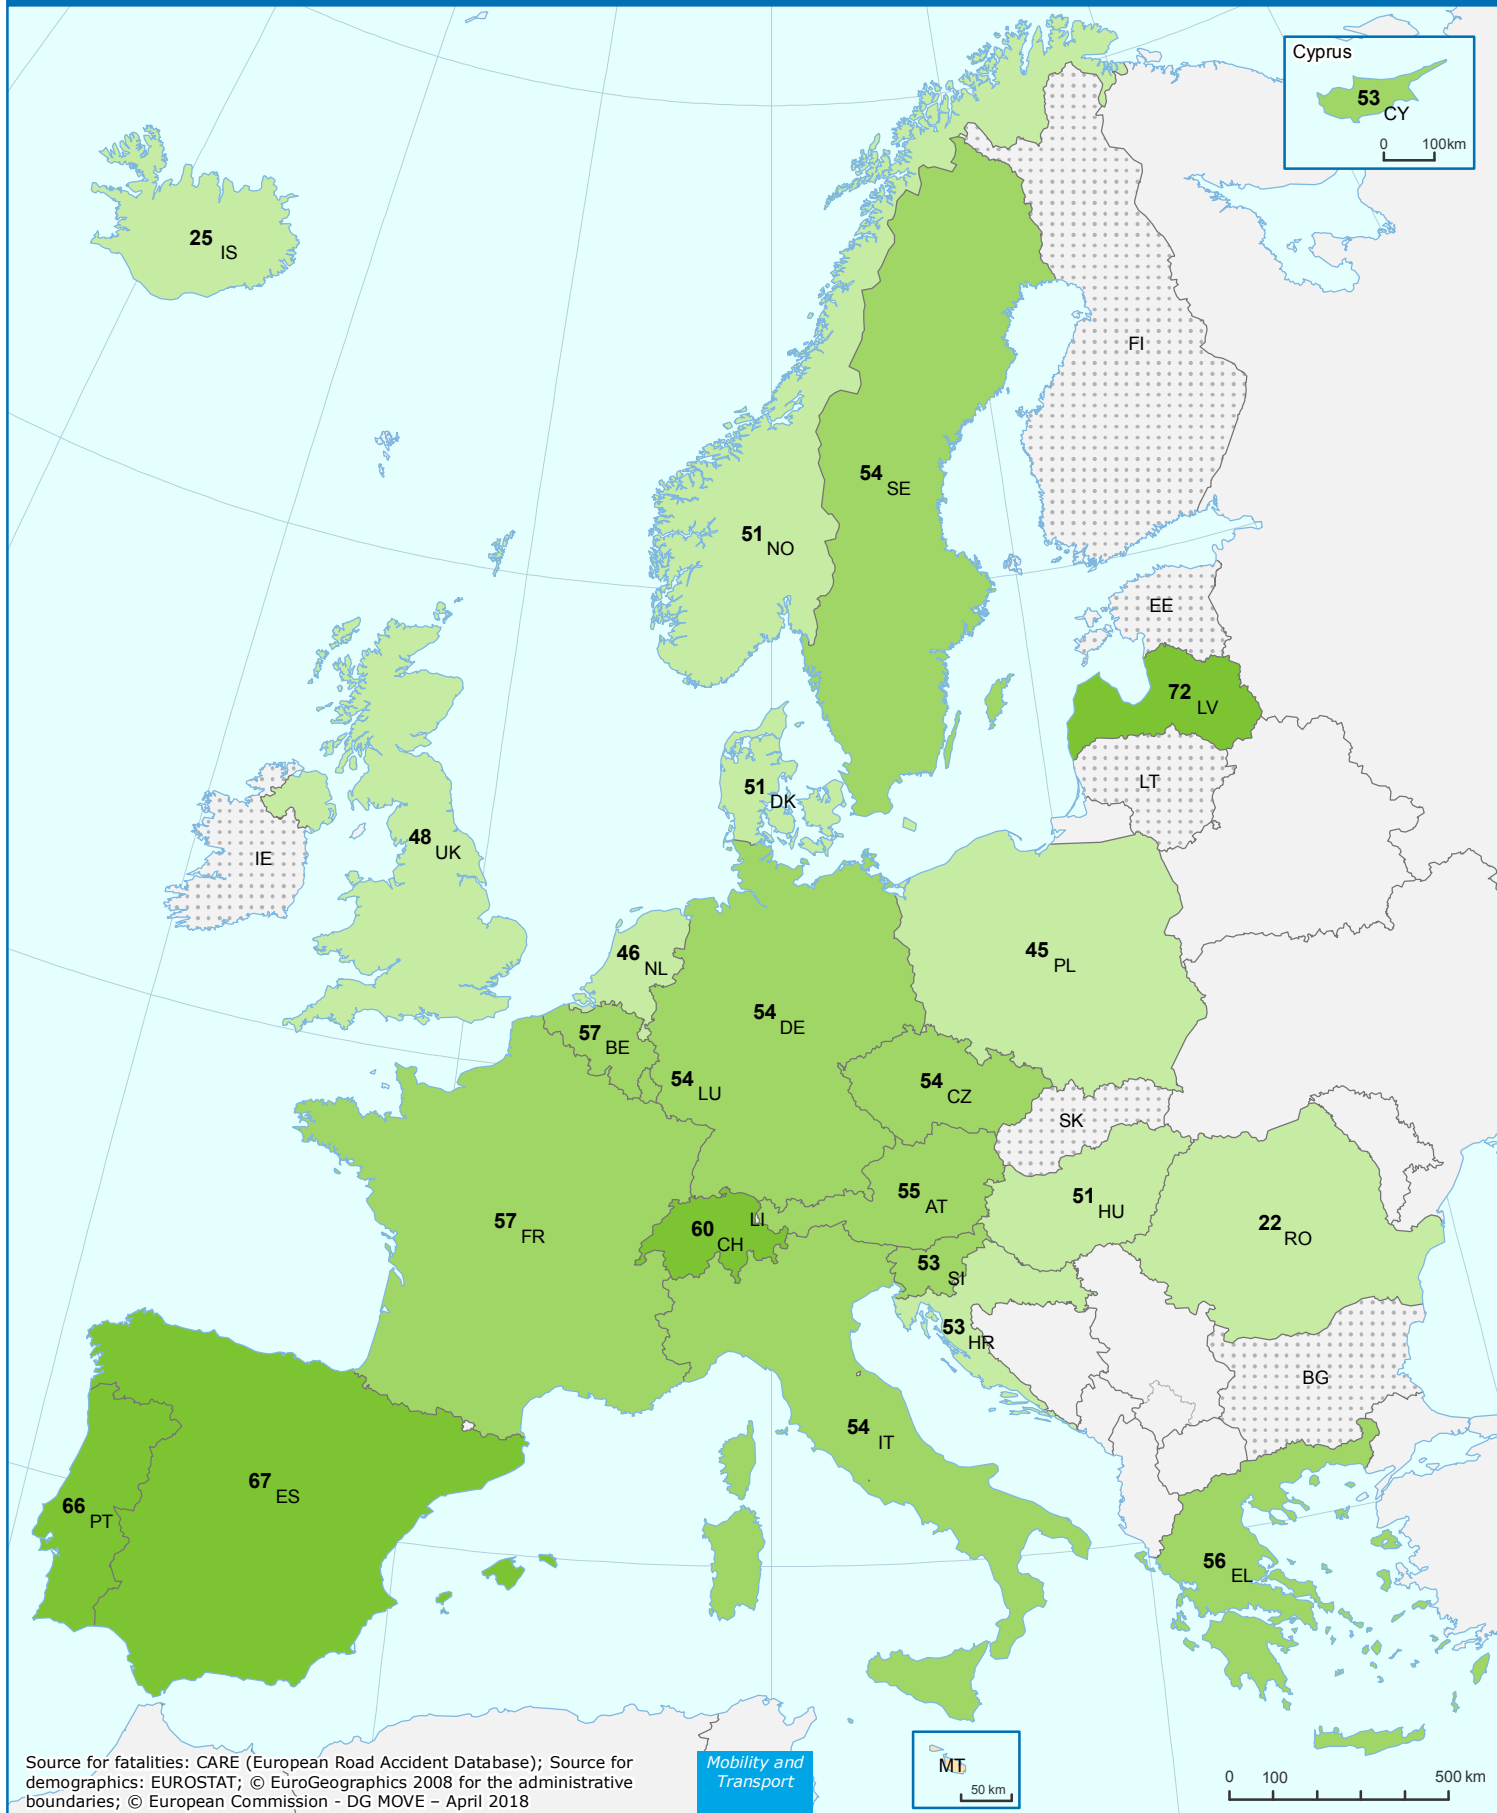 Cyprus
53
CY
0 100km
25
IS
FI
54
SE
51
NO
EE
72
LV
LT
51
DK
48
UK
IE
46
NL
45
PL
54
DE
57
BE
54
LU
54
CZ
SK
55
AT
51
HU
22
RO
57
FR
60
CH
LI
53
SI
53
HR
BG
54
IT
67
ES
66
PT
56
EL
MT
50 km
Source for fatalities: CARE (European Road Accident Database); Source for
demographics: EUROSTAT; © EuroGeographics 2008 for the administrative
boundaries; © European Commission - DG MOVE – April 2018
Mobility and
Transport
0 100 500 km